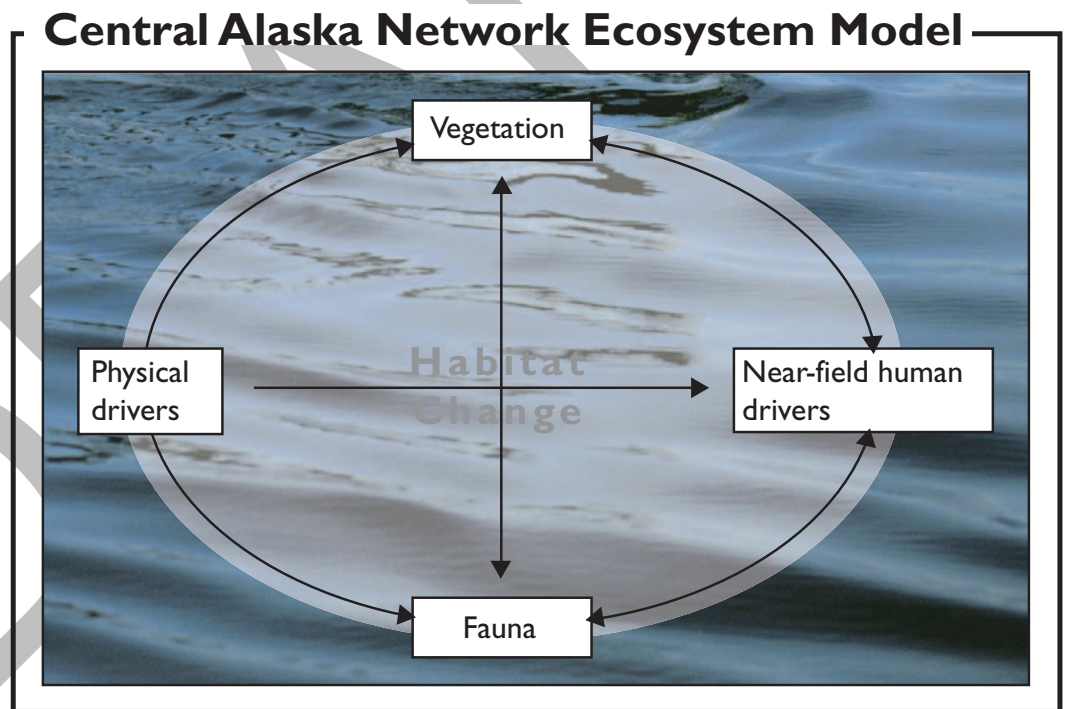 Central Alaska Network Ecosystem Model
Vegetation
Physical
drivers
Habitat
Change
Near-field human
drivers
Fauna